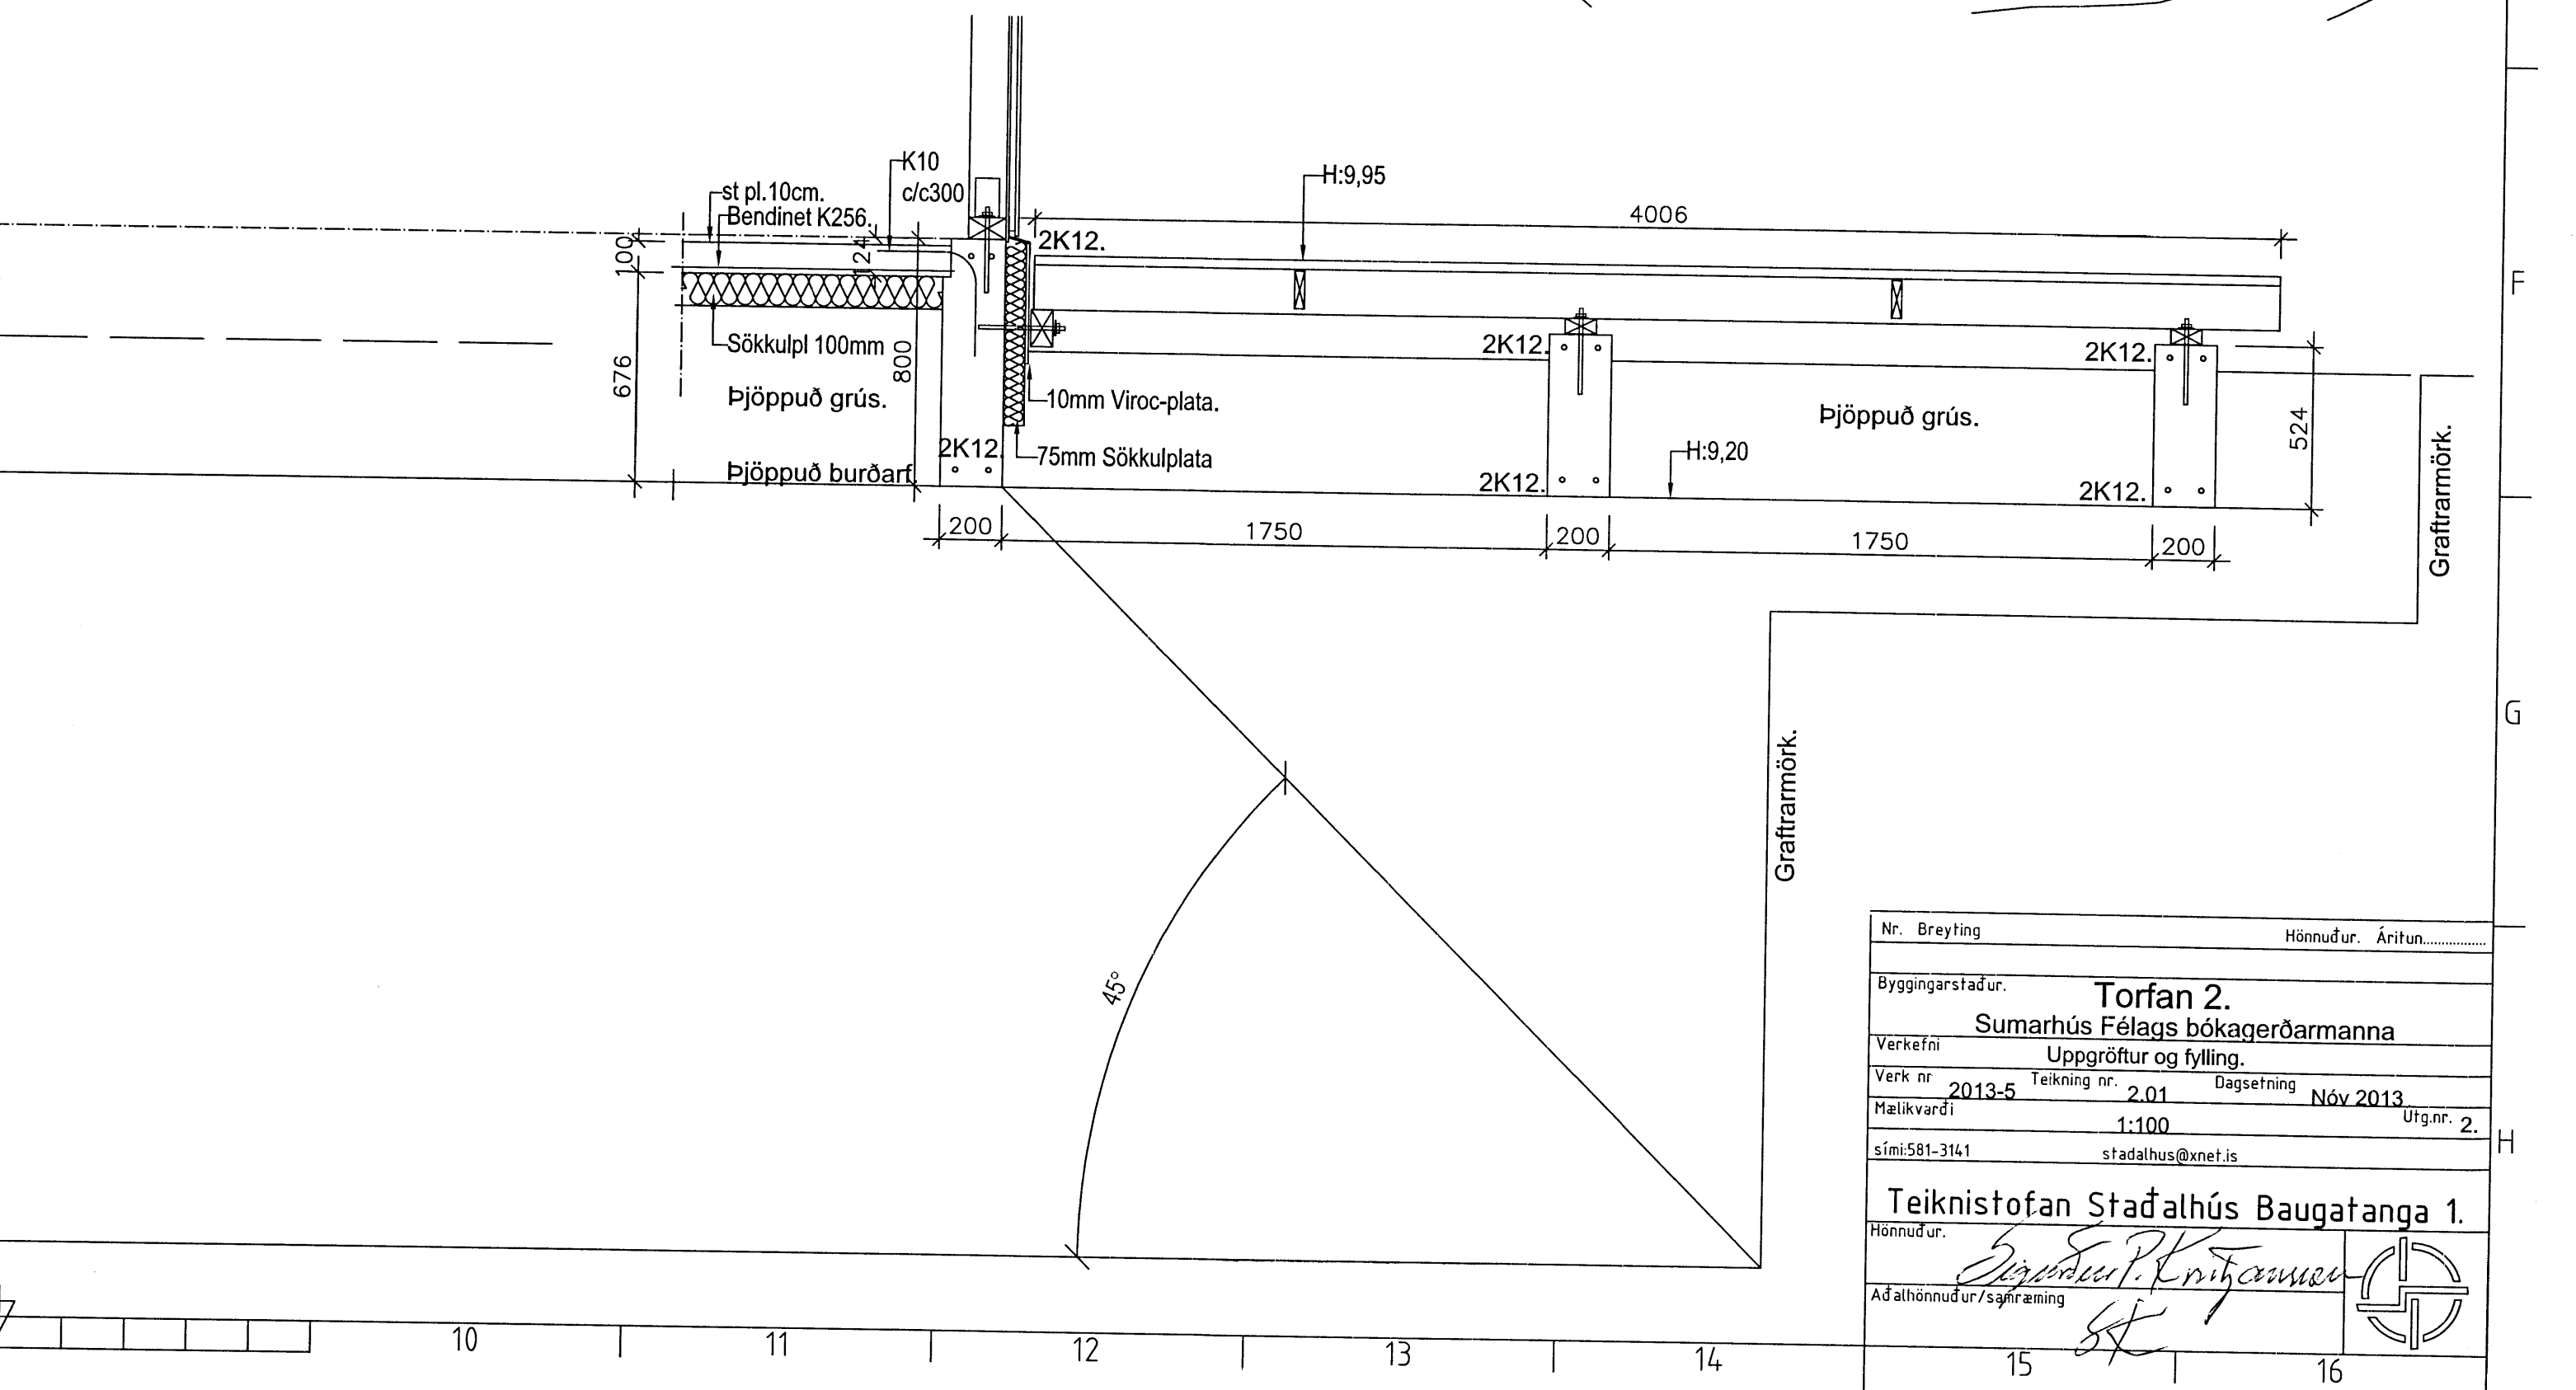 K10
c/c300
st pl.10cm.
Bendinet K256.
H:9,95
4006
100
124
2K12.
Sökkulpl 100mm
676
800
Þjöppuð grús.
Þjöppuð burðarf.
2K12.
10mm Viroc-plata.
75mm Sökkulplata
2K12.
2K12.
H:9,20
Þjöppuð grús.
2K12.
2K12.
524
200
1750
200
1750
200
Graftrarmörk.
Graftrarmörk.
45°
F
G
H
Nr. Breyting Hönnuður. Áritun................
Byggingarstaður. Torfan 2.
Sumarhús Félags bókagerðarmanna
Verkefni Uppgröftur og fylling.
Verk nr 2013-5 Teikning nr. 2.01 Dagsetning Nóv 2013
Mælikvarði 1:100 Útg.nr. 2.
sími:581-3141 stadalhus@xnet.is
Teiknistofan Staðalhús Baugatanga 1.
Hönnuður.
Aðalhönnuður/samræming
10 11 12 13 14 15 16